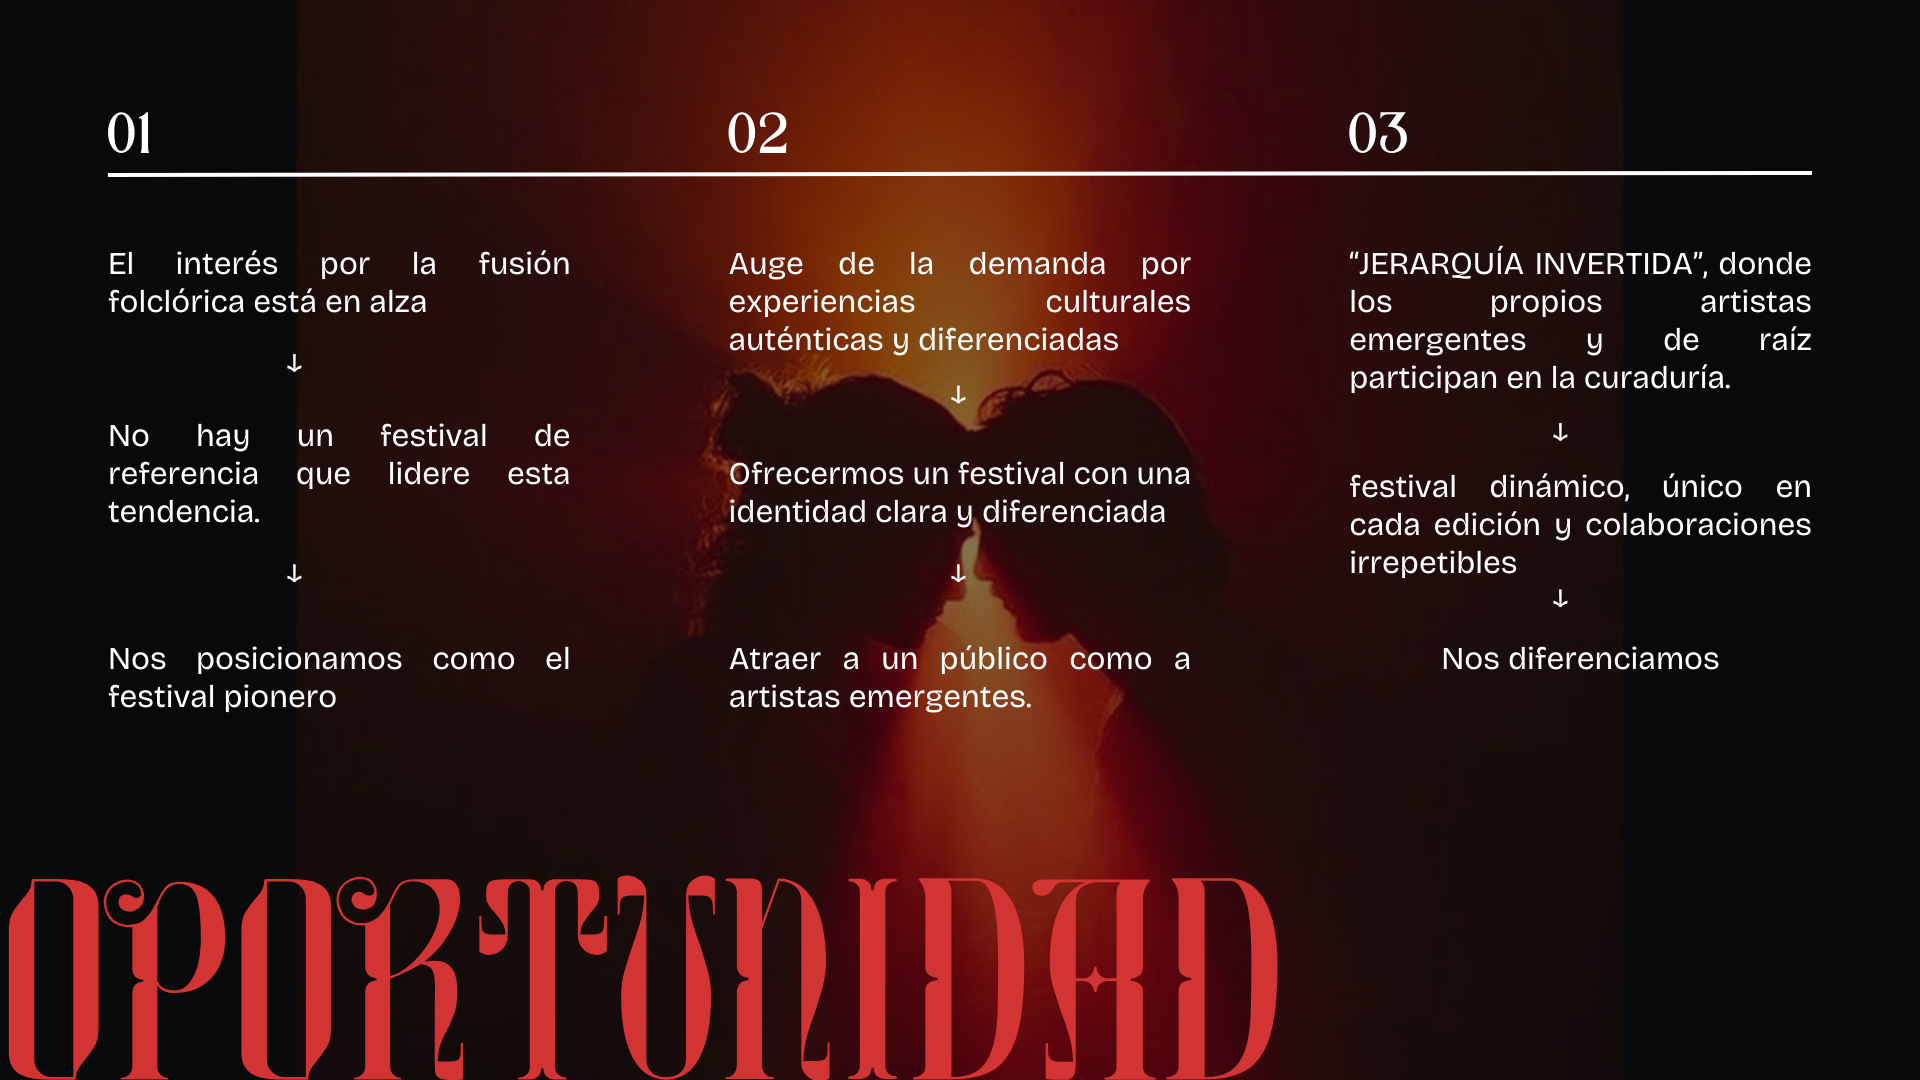 01
El interés por la fusión
folclórica está en alza
↓
No hay un festival de
referencia que lidere esta
tendencia.
↓
Nos posicionamos como el
festival pionero
02
Auge de la demanda por
experiencias culturales
auténticas y diferenciadas
↓
Ofrecermos un festival con una
identidad clara y diferenciada
↓
Atraer a un público como a
artistas emergentes.
03
“JERARQUÍA INVERTIDA”, donde
los propios artistas
emergentes y de raíz
participan en la curaduría.
↓
festival dinámico, único en
cada edición y colaboraciones
irrepetibles
↓
Nos diferenciamos
OPORTUNIDAD